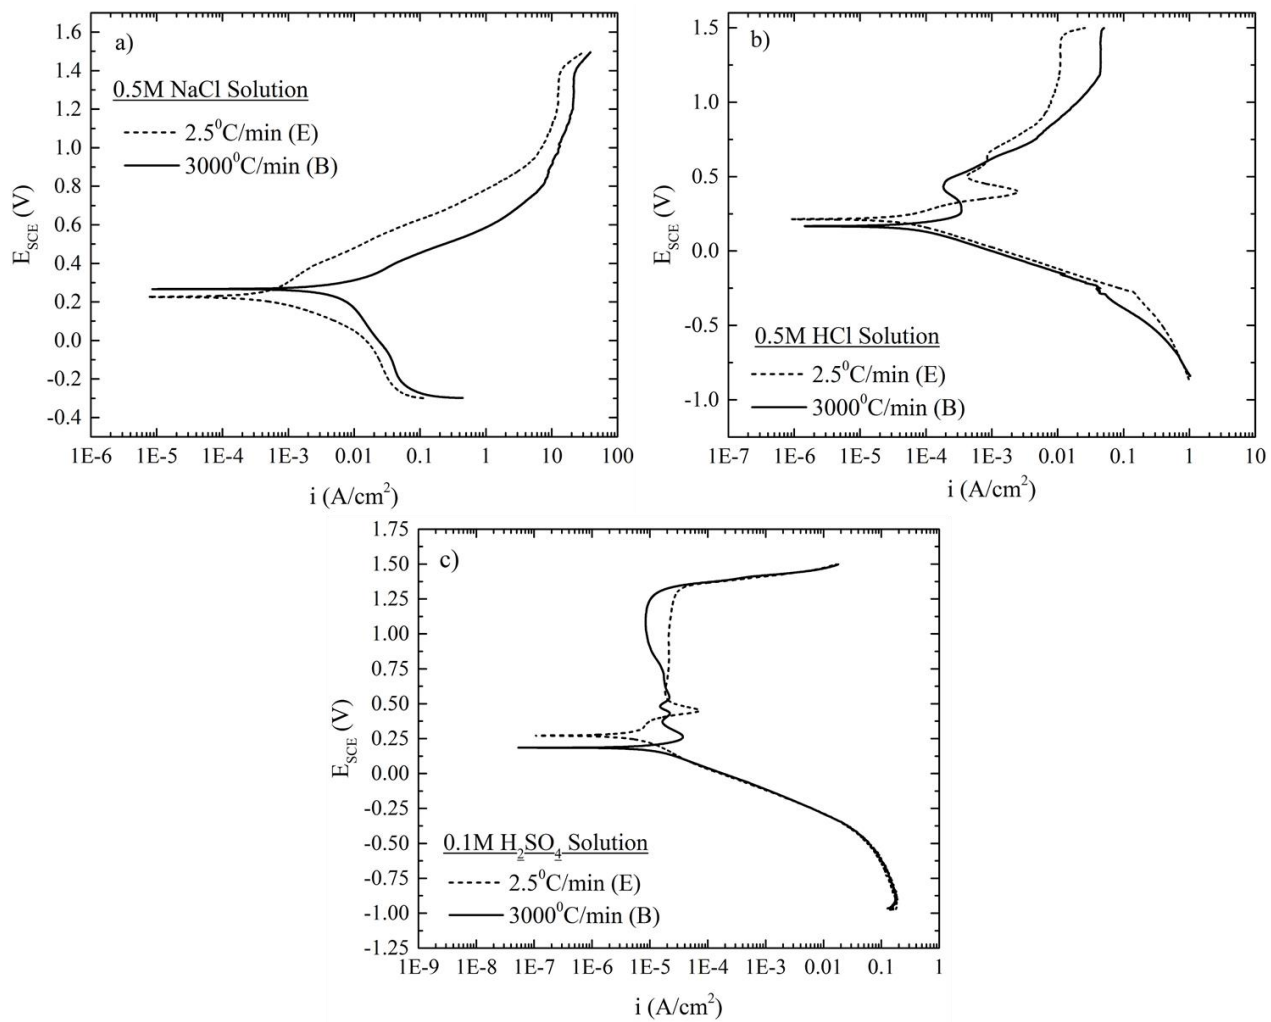 a)
0.5M NaCl Solution
2.5⁰C/min (E)
3000⁰C/min (B)
1.6
1.4
1.2
1.0
0.8
0.6
0.4
0.2
0.0
-0.2
-0.4
E_SCE (V)
1E-6 1E-5 1E-4 1E-3 0.01 0.1 1 10 100
i (A/cm²)
b)
1.5
1.0
0.5
0.0
-0.5
-1.0
E_SCE (V)
0.5M HCl Solution
2.5⁰C/min (E)
3000⁰C/min (B)
1E-7 1E-6 1E-5 1E-4 1E-3 0.01 0.1 1 10
i (A/cm²)
c)
1.75
1.50
1.25
1.00
0.75
0.50
0.25
0.00
-0.25
-0.50
-0.75
-1.00
-1.25
E_SCE (V)
0.1M H₂SO₄ Solution
2.5⁰C/min (E)
3000⁰C/min (B)
1E-9 1E-8 1E-7 1E-6 1E-5 1E-4 1E-3 0.01 0.1 1
i (A/cm²)